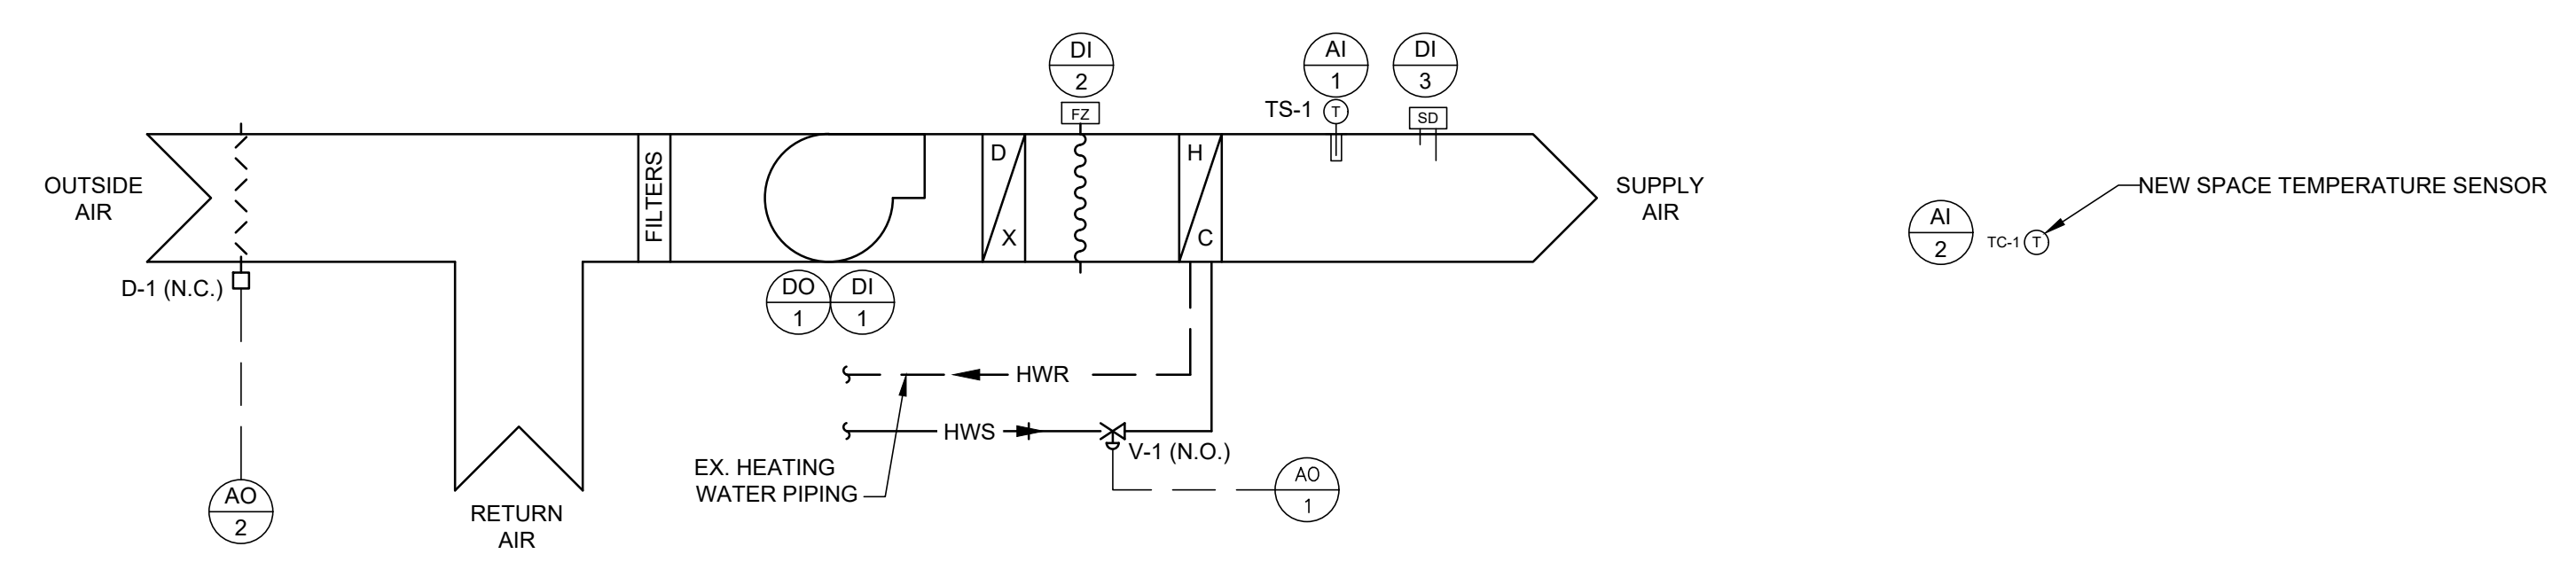 DI
2
AI
1
DI
3
TS-1
T
FZ
SD
OUTSIDE
AIR
FILTERS
D
X
H
C
SUPPLY
AIR
NEW SPACE TEMPERATURE SENSOR
AI
2
TC-1
T
D-1 (N.C.)
DO
1
DI
1
HWR
HWS
V-1 (N.O.)
EX. HEATING
WATER PIPING
AO
1
AO
2
RETURN
AIR